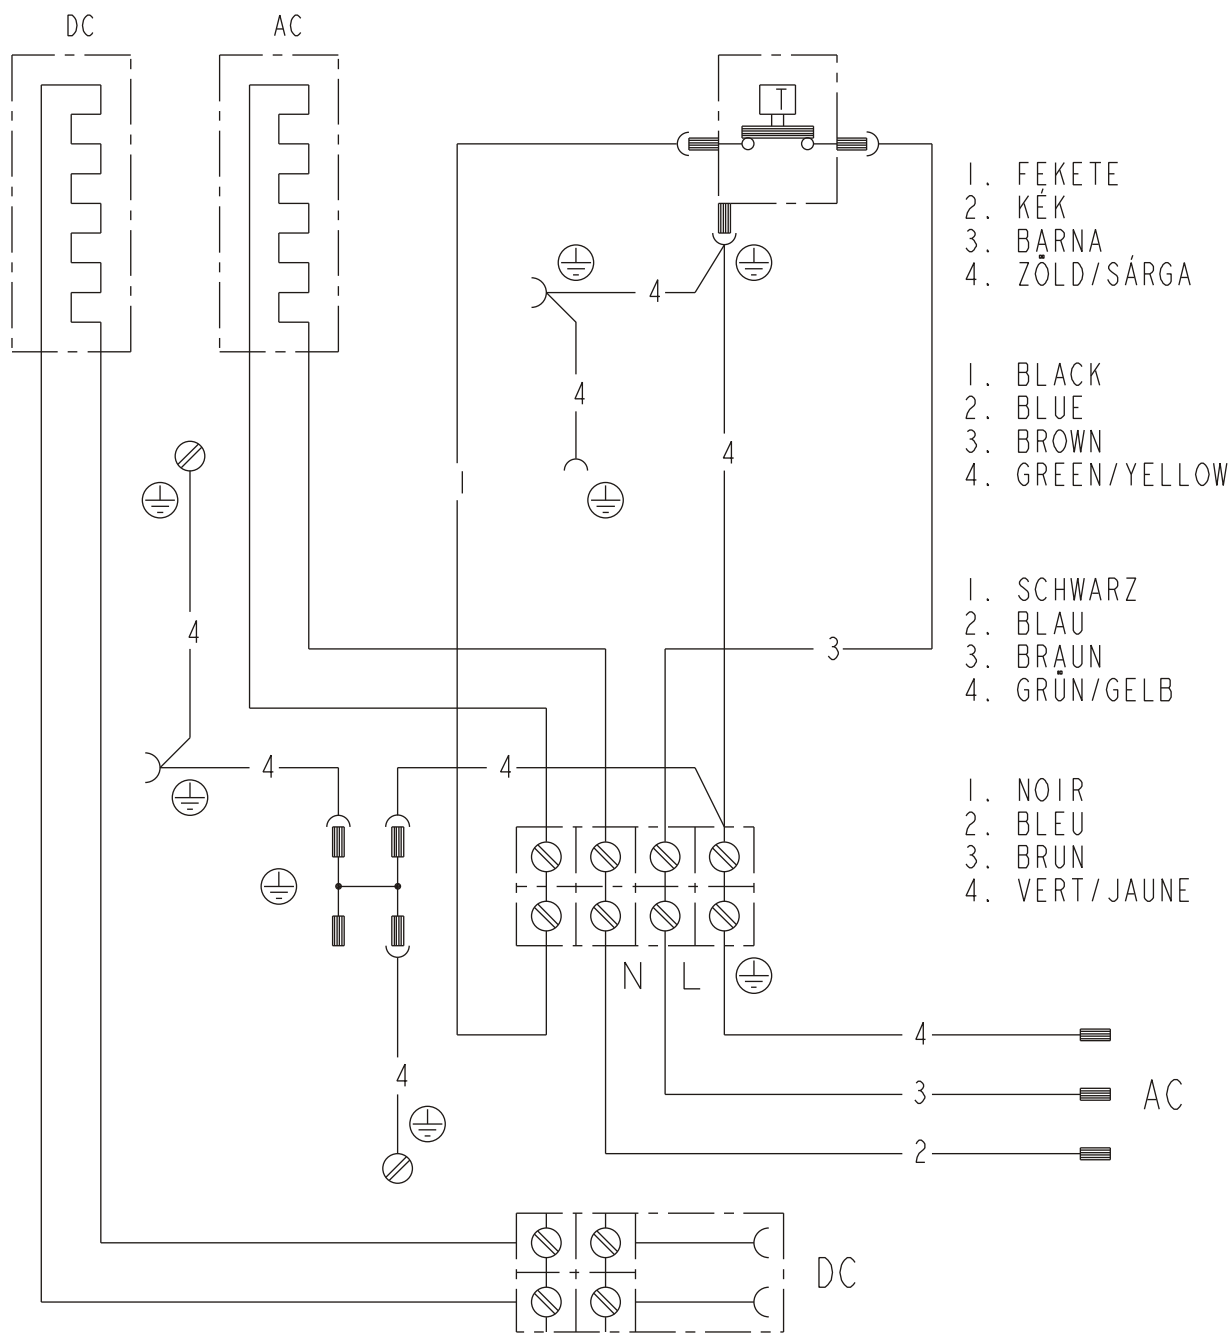 DC
AC
T
1. FEKETE
2. KÉK
3. BARNA
4. ZÖLD/SÁRGA
4
4
1. BLACK
2. BLUE
3. BROWN
4. GREEN/YELLOW
4
1
1. SCHWARZ
2. BLAU
3. BRAUN
4. GRÜN/GELB
4
3
4
4
1. NOIR
2. BLEU
3. BRUN
4. VERT/JAUNE
N
L
4
4
3
AC
2
DC